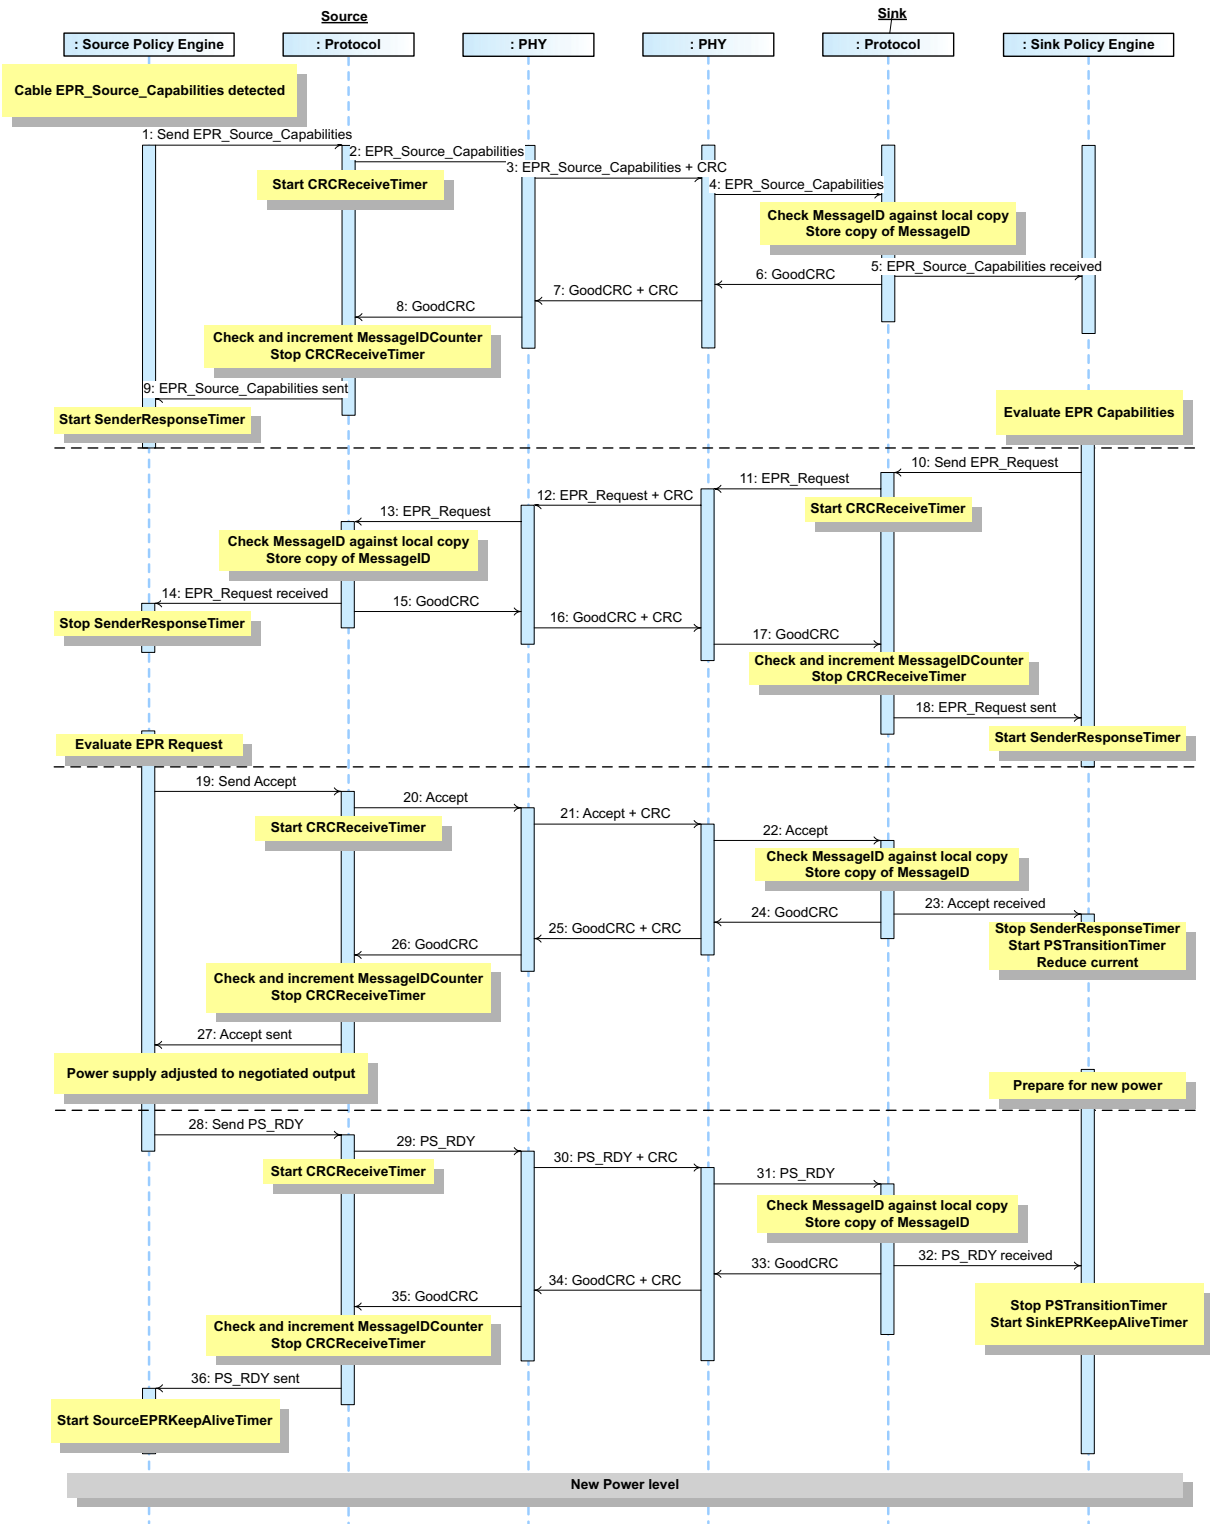 Source
Sink
: Source Policy Engine
: Protocol
: PHY
: PHY
: Protocol
: Sink Policy Engine
Cable EPR_Source_Capabilities detected
1: Send EPR_Source_Capabilities
2: EPR_Source_Capabilities
3: EPR_Source_Capabilities + CRC
Start CRCReceiveTimer
4: EPR_Source_Capabilities
Check MessageID against local copy
Store copy of MessageID
5: EPR_Source_Capabilities received
6: GoodCRC
7: GoodCRC + CRC
8: GoodCRC
Check and increment MessageIDCounter
Stop CRCReceiveTimer
9: EPR_Source_Capabilities sent
Start SenderResponseTimer
Evaluate EPR Capabilities
10: Send EPR_Request
11: EPR_Request
12: EPR_Request + CRC
Start CRCReceiveTimer
13: EPR_Request
Check MessageID against local copy
Store copy of MessageID
14: EPR_Request received
15: GoodCRC
Stop SenderResponseTimer
16: GoodCRC + CRC
17: GoodCRC
Check and increment MessageIDCounter
Stop CRCReceiveTimer
18: EPR_Request sent
Start SenderResponseTimer
Evaluate EPR Request
19: Send Accept
20: Accept
21: Accept + CRC
Start CRCReceiveTimer
22: Accept
Check MessageID against local copy
Store copy of MessageID
23: Accept received
24: GoodCRC
25: GoodCRC + CRC
Stop SenderResponseTimer
Start PSTransitionTimer
Reduce current
26: GoodCRC
Check and increment MessageIDCounter
Stop CRCReceiveTimer
27: Accept sent
Power supply adjusted to negotiated output
Prepare for new power
28: Send PS_RDY
29: PS_RDY
30: PS_RDY + CRC
Start CRCReceiveTimer
31: PS_RDY
Check MessageID against local copy
Store copy of MessageID
32: PS_RDY received
33: GoodCRC
34: GoodCRC + CRC
35: GoodCRC
Stop PSTransitionTimer
Start SinkEPRKeepAliveTimer
Check and increment MessageIDCounter
Stop CRCReceiveTimer
36: PS_RDY sent
Start SourceEPRKeepAliveTimer
New Power level